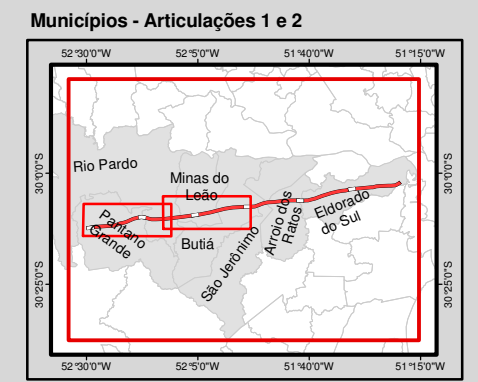 Municípios - Articulações 1 e 2
52°30'0"W 52°5'0"W 51°40'0"W 51°15'0"W
30°0'0"S 30°0'0"S
Rio Pardo
Minas do
Leão
Pantano
Grande
Butiá
São Jerônimo
Arroio dos
Ratos
Eldorado
do Sul
30°25'0"S 30°25'0"S
52°30'0"W 52°5'0"W 51°40'0"W 51°15'0"W